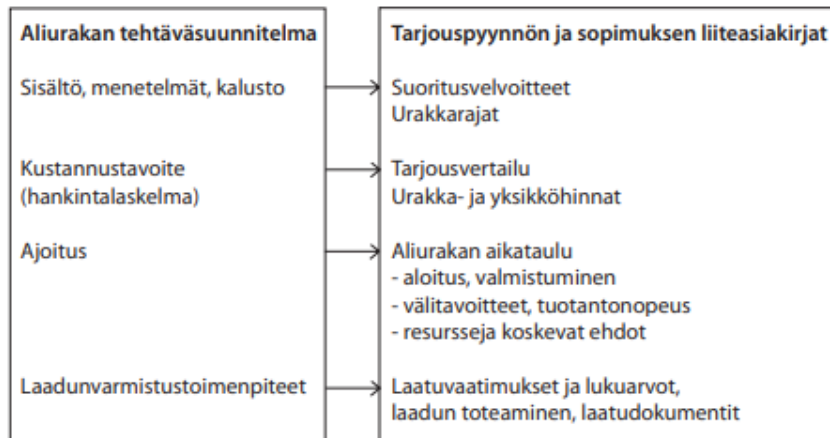 Aliurakan tehtäväsuunnitelma
Sisältö, menetelmät, kalusto
Kustannustavoite
(hankintalaskelma)
Ajoitus
Laadunvarmistustoimenpiteet
Tarjouspyynnön ja sopimuksen liiteasiakirjat
Suoritusvelvoitteet
Urakkarajat
Tarjousvertailu
Urakka- ja yksikköhinnat
Aliurakan aikataulu
- aloitus, valmistuminen
- välitavoitteet, tuotantonopeus
- resursseja koskevat ehdot
Laatuvaatimukset ja lukuarvot,
laadun toteaminen, laatudokumentit